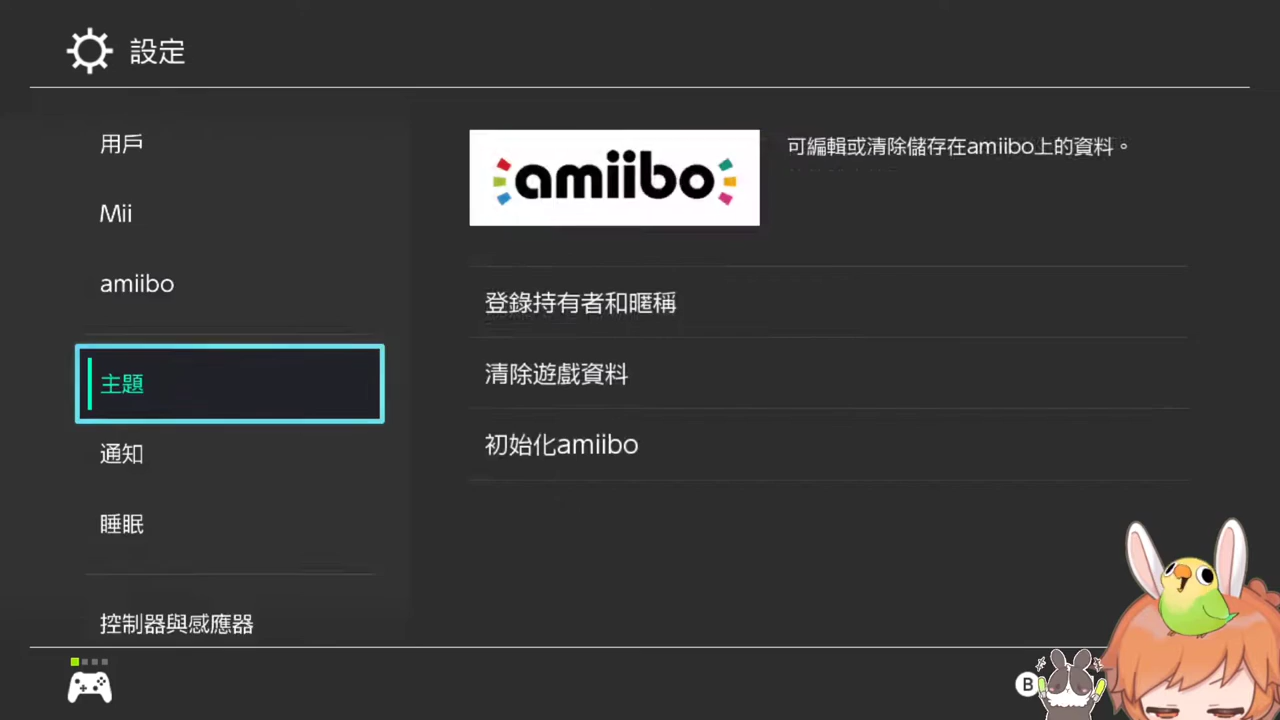 設定
用戶
Mii
amiibo
主題
通知
睡眠
控制器與感應器
amiibo
可編輯或清除儲存在amiibo上的資料。
登錄持有者和暱稱
清除遊戲資料
初始化amiibo
B